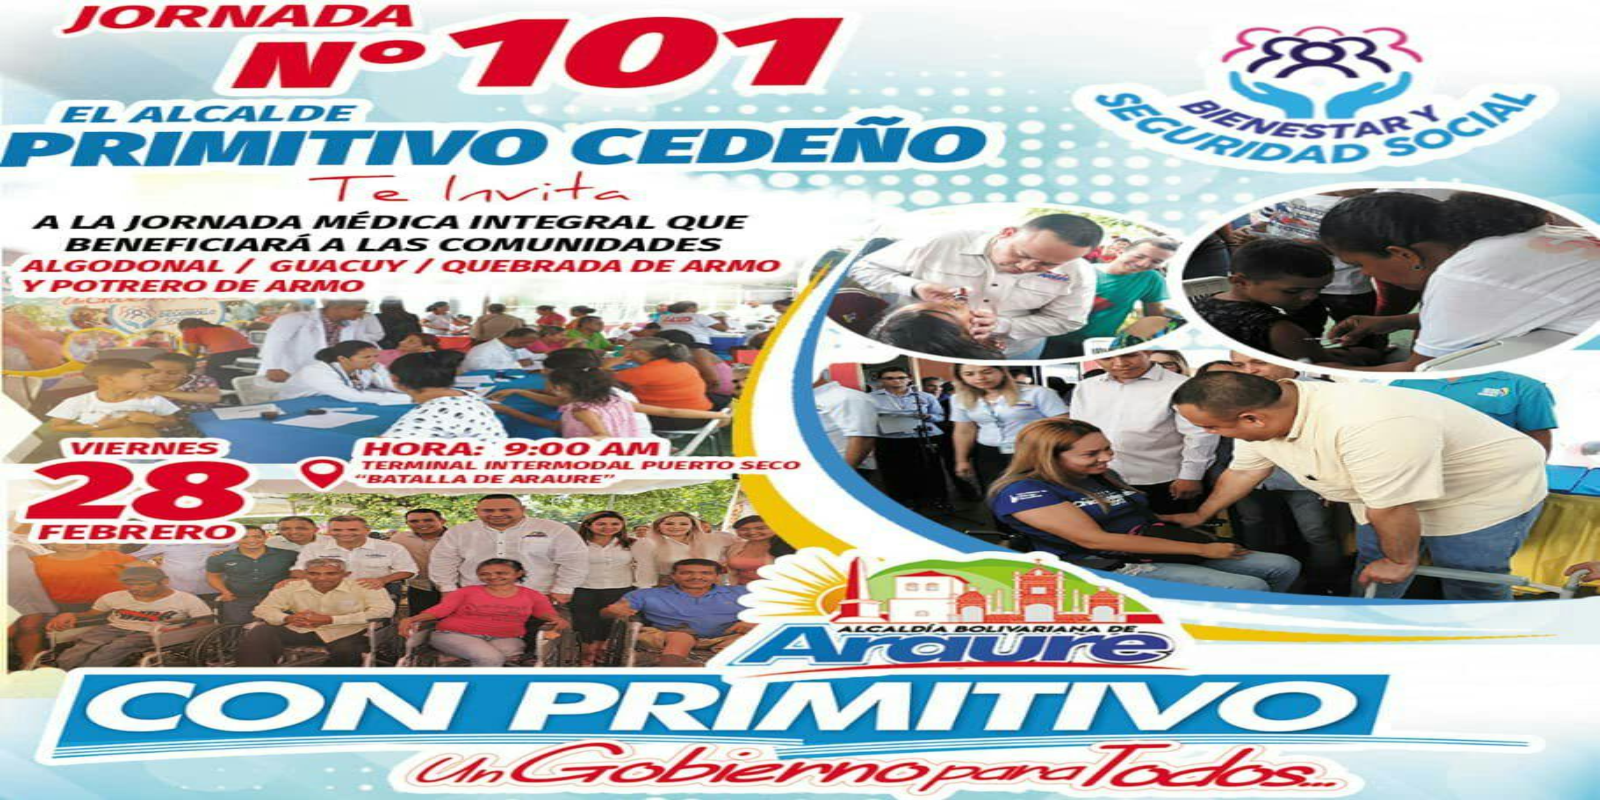 JORNADA
Nº 101
EL ALCALDE
PRIMITIVO CEDEÑO
Te Invita
A LA JORNADA MÉDICA INTEGRAL QUE
BENEFICIARÁ A LAS COMUNIDADES
ALGODONAL / GUACUY / QUEBRADA DE ARMO
Y POTRERO DE ARMO
BIENESTAR Y
SEGURIDAD SOCIAL
VIERNES
28
FEBRERO
HORA: 9:00 AM
TERMINAL INTERMODAL PUERTO SECO
"BATALLA DE ARAURE"
ALCALDÍA BOLIVARIANA DE
Araure
CON PRIMITIVO
Un Gobierno para Todos...